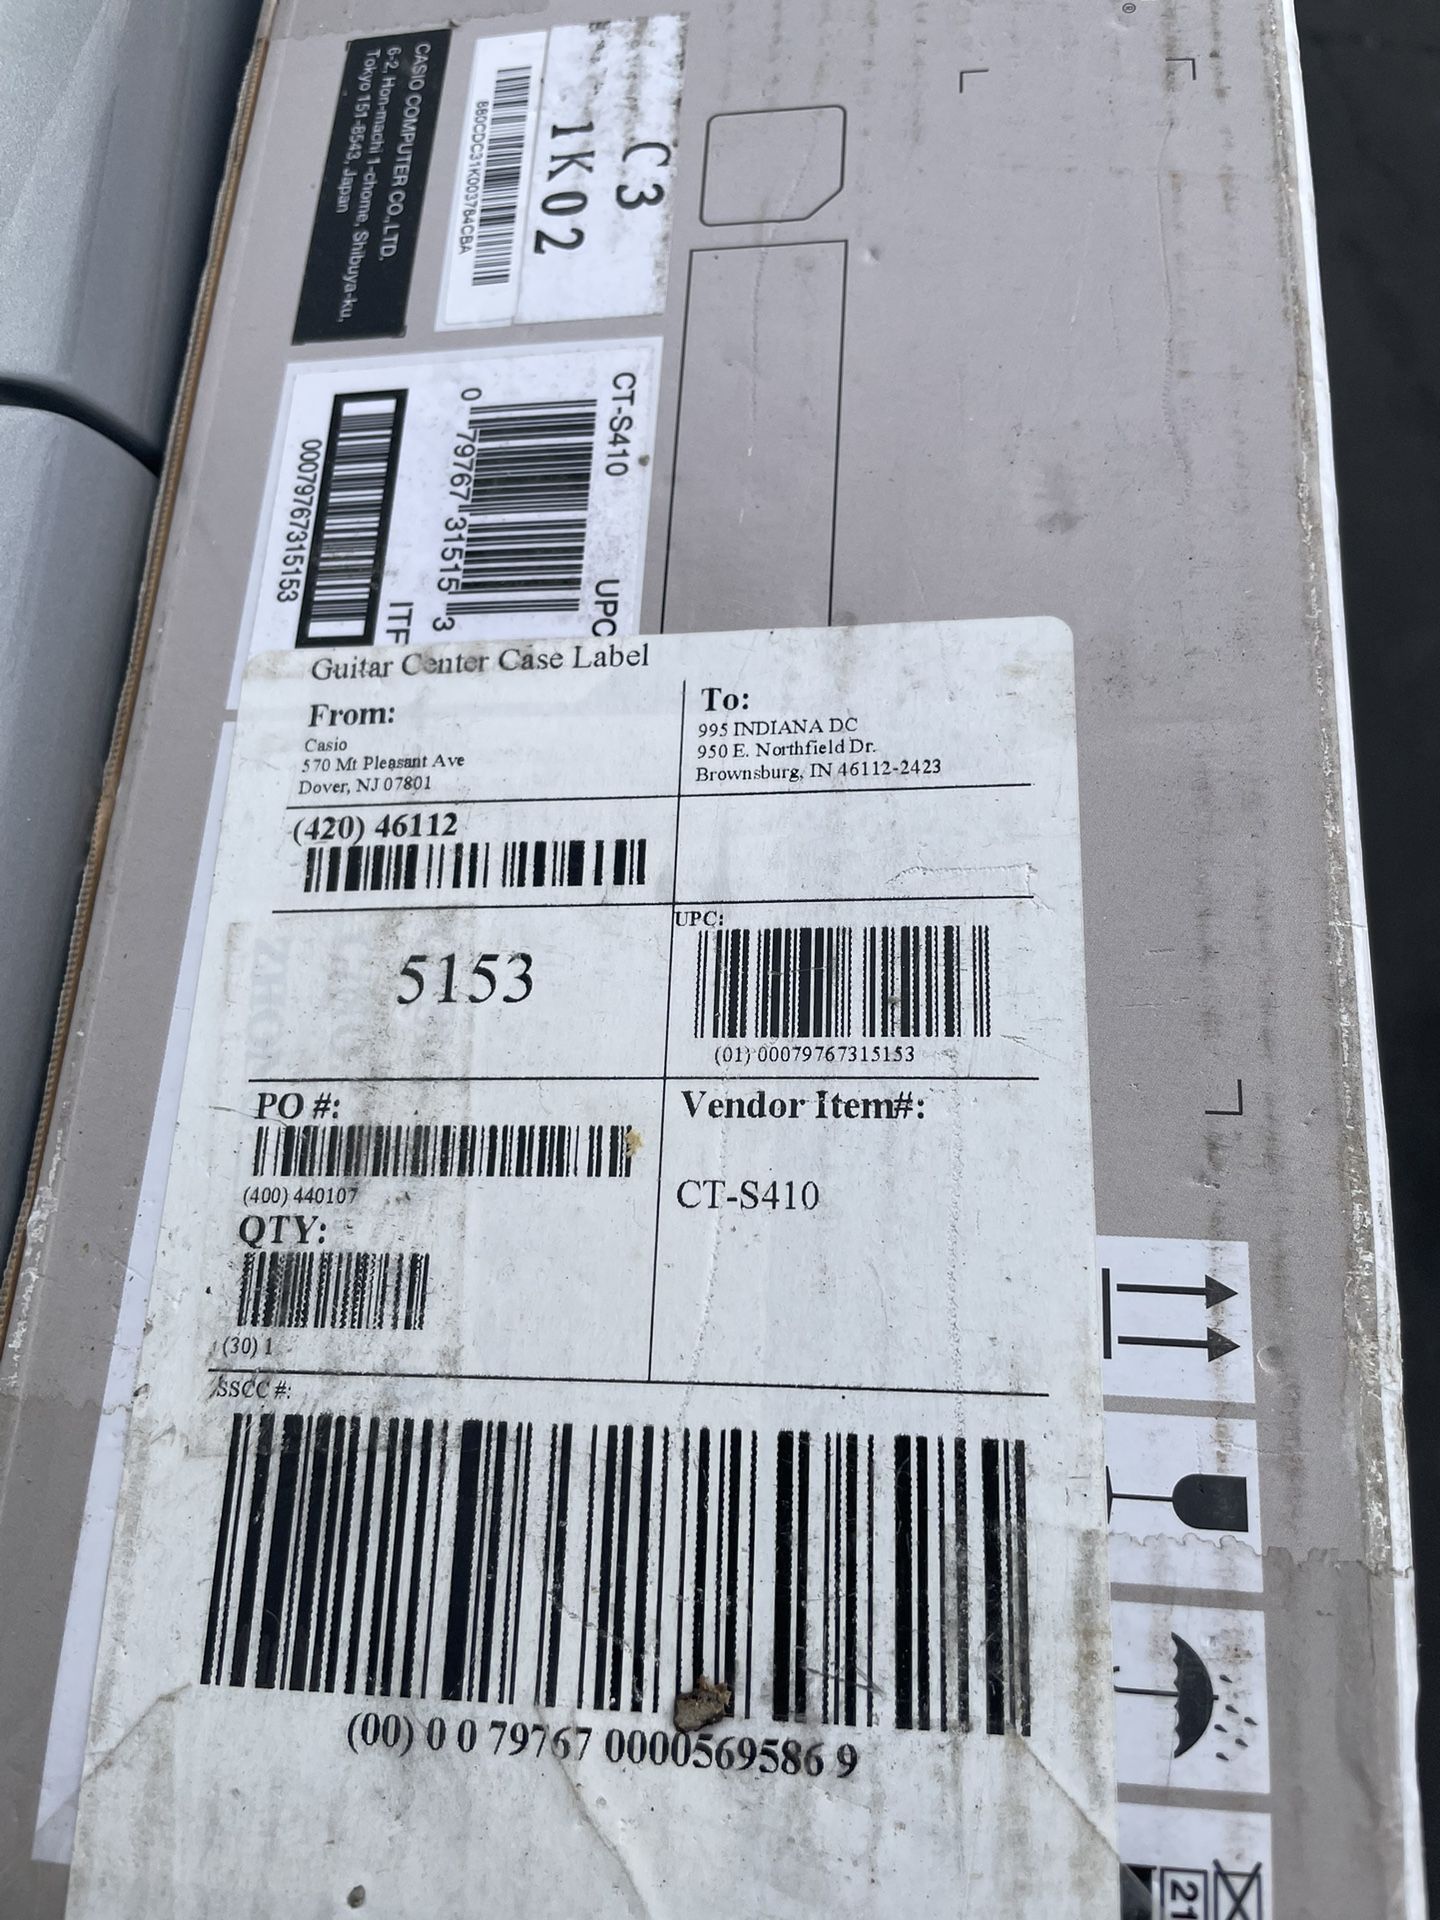 ®
CASIO COMPUTER CO., LTD.
6-2, Hon-machi 1-chome, Shibuya-ku,
Tokyo 151-8543, Japan
C3
1K02
880CDC31K003784CBA
CT-S410
UPC
0 79767 31515 3
ITF
00079767315153
Guitar Center Case Label
From:
Casio
570 Mt Pleasant Ave
Dover, NJ 07801
To:
995 INDIANA DC
950 E. Northfield Dr.
Brownsburg, IN 46112-2423
(420) 46112
5153
UPC:
(01) 00079767315153
PO #:
(400) 440107
QTY:
(30) 1
Vendor Item#:
CT-S410
SSCC #:
(00) 0 0 79767 0000569586 9
21